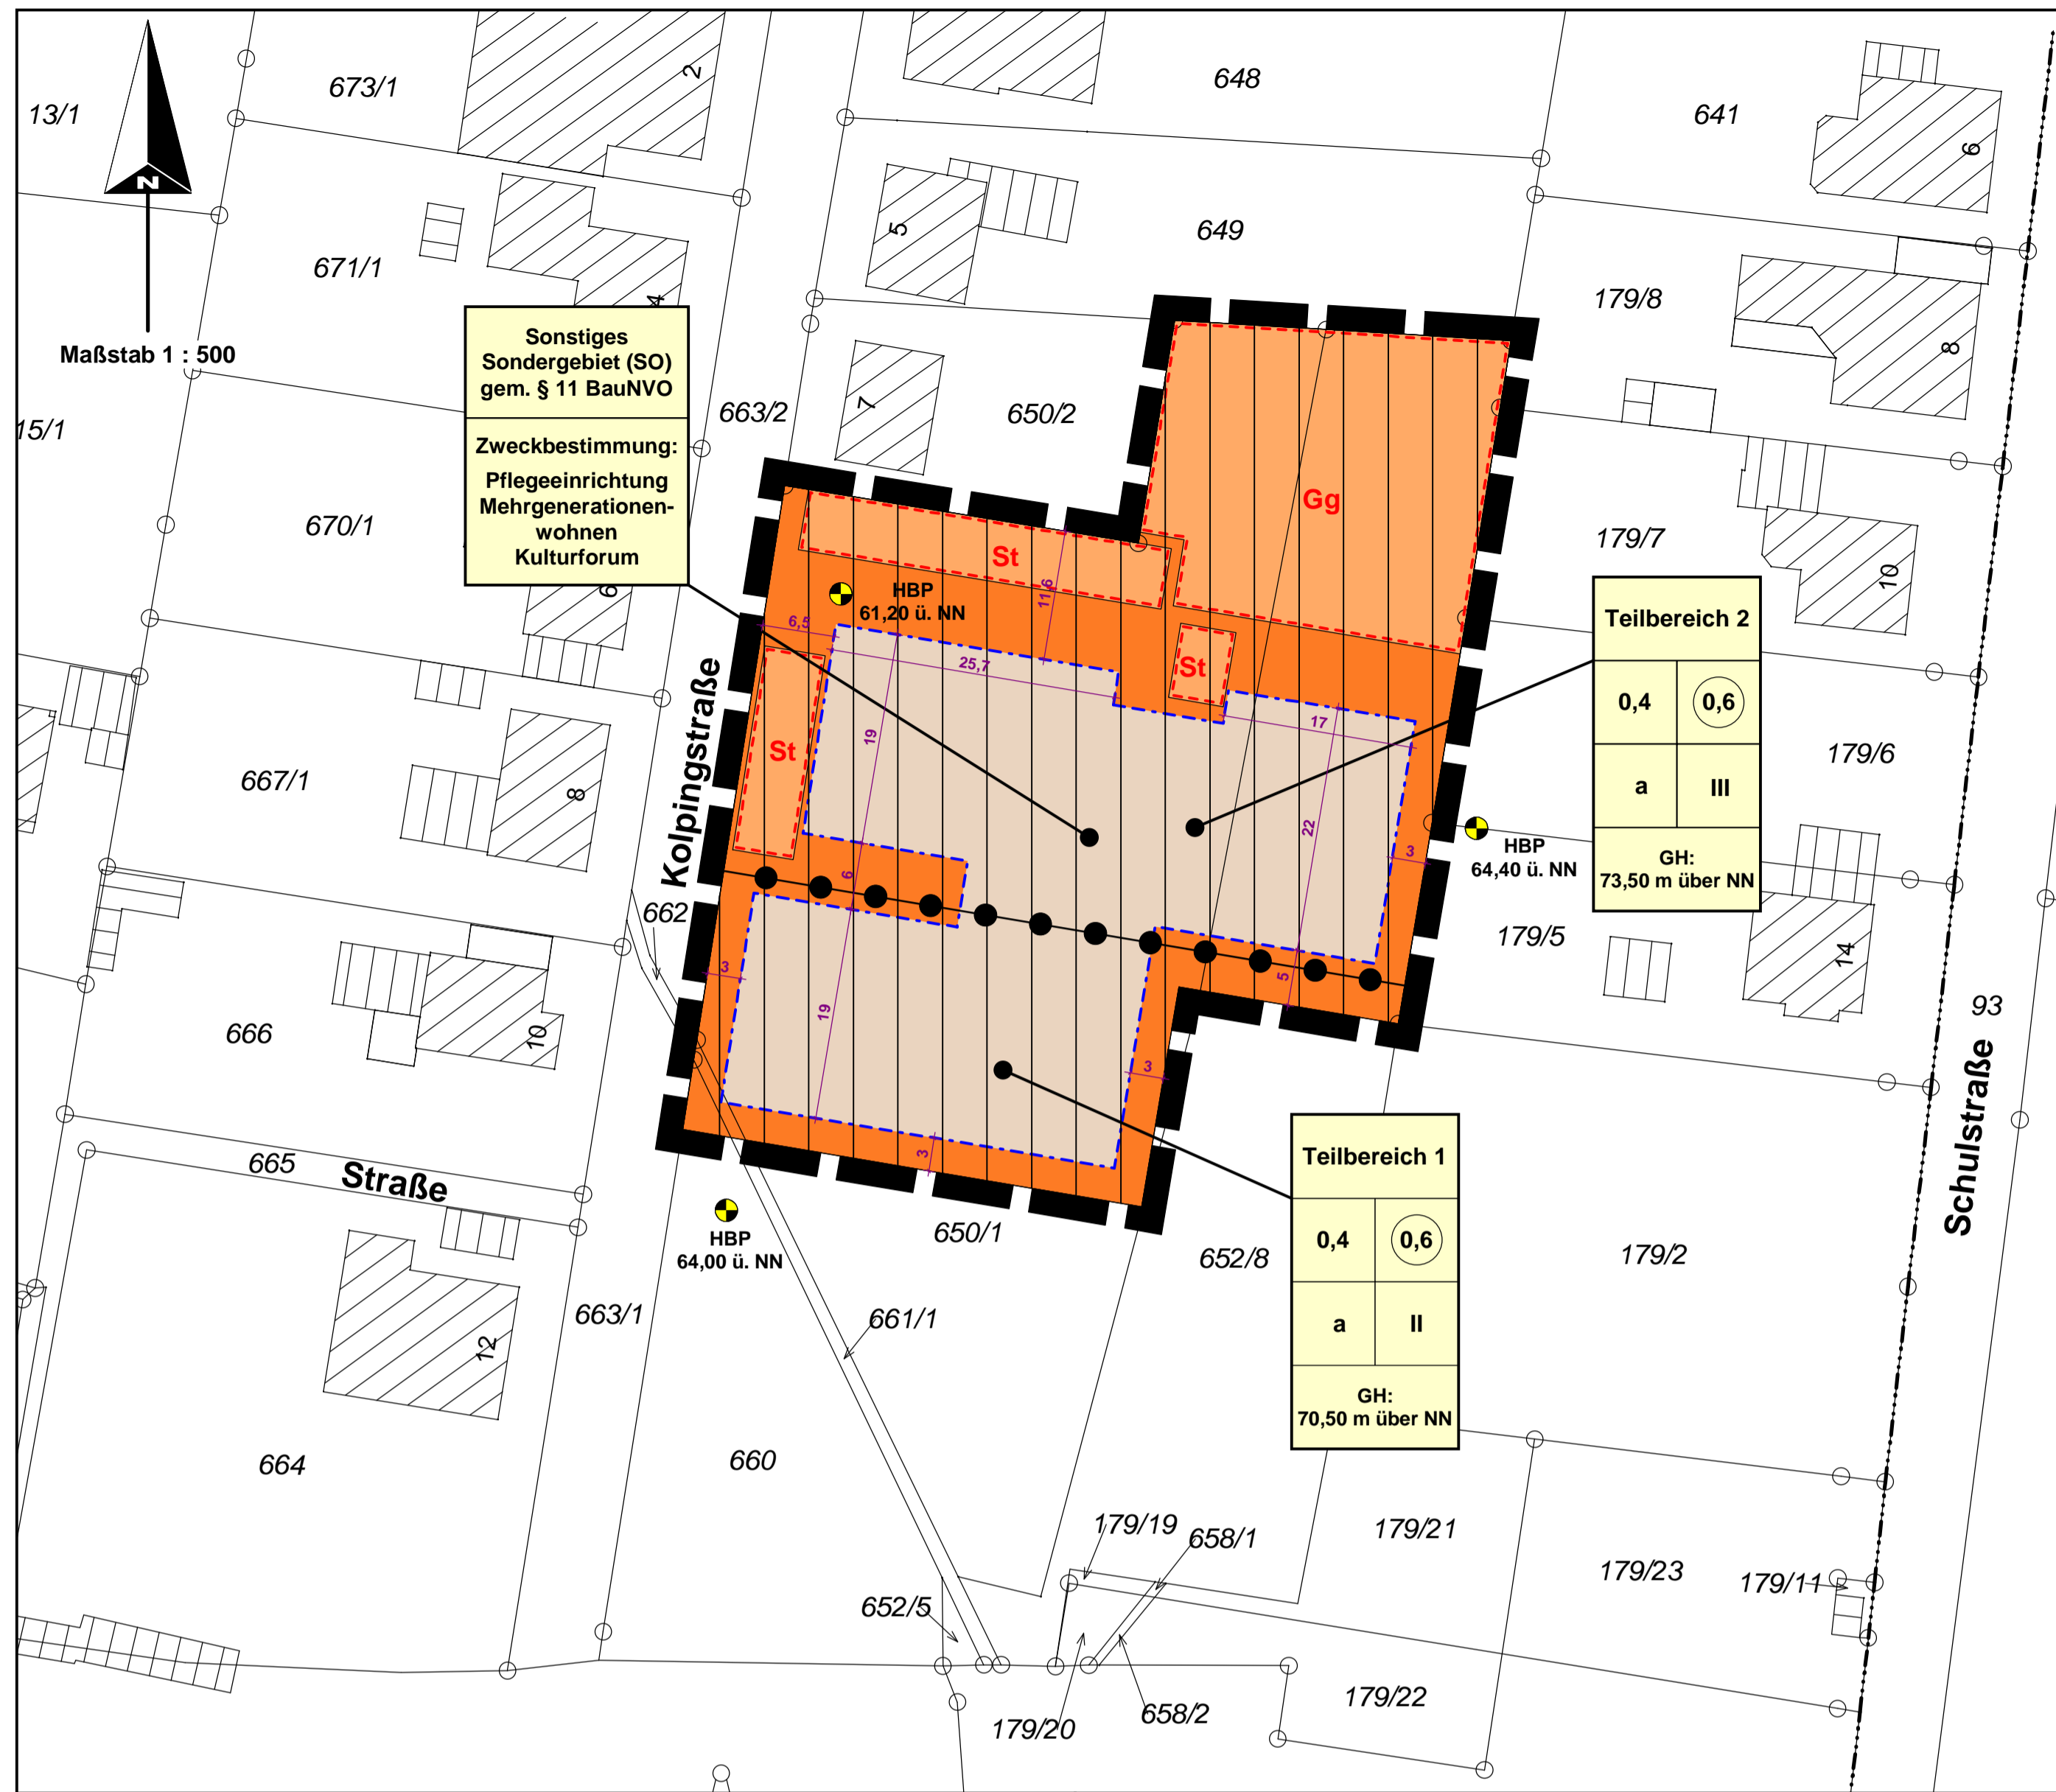 13/1
673/1
2
648
641
6
N
671/1
4
5
649
179/8
8
Maßstab 1 : 500
15/1
Sonstiges
Sondergebiet (SO)
gem. § 11 BauNVO
Zweckbestimmung:
Pflegeeinrichtung
Mehrgenerationen-
wohnen
Kulturforum
663/2
7
650/2
670/1
6
Gg
St
11,6
HBP
61,20 ü. NN
6,5
25,7
St
17
179/7
10
Teilbereich 2
0,4
0,6
a
III
GH:
73,50 m über NN
179/6
667/1
8
Kolpingstraße
St
19
22
3
HBP
64,40 ü. NN
6
662
179/5
14
93
3
19
5
3
3
666
10
665
Straße
HBP
64,00 ü. NN
650/1
652/8
Teilbereich 1
0,4
0,6
a
II
GH:
70,50 m über NN
179/2
Schulstraße
663/1
12
661/1
664
660
179/19
658/1
179/21
179/23
179/11
652/5
179/20
658/2
179/22